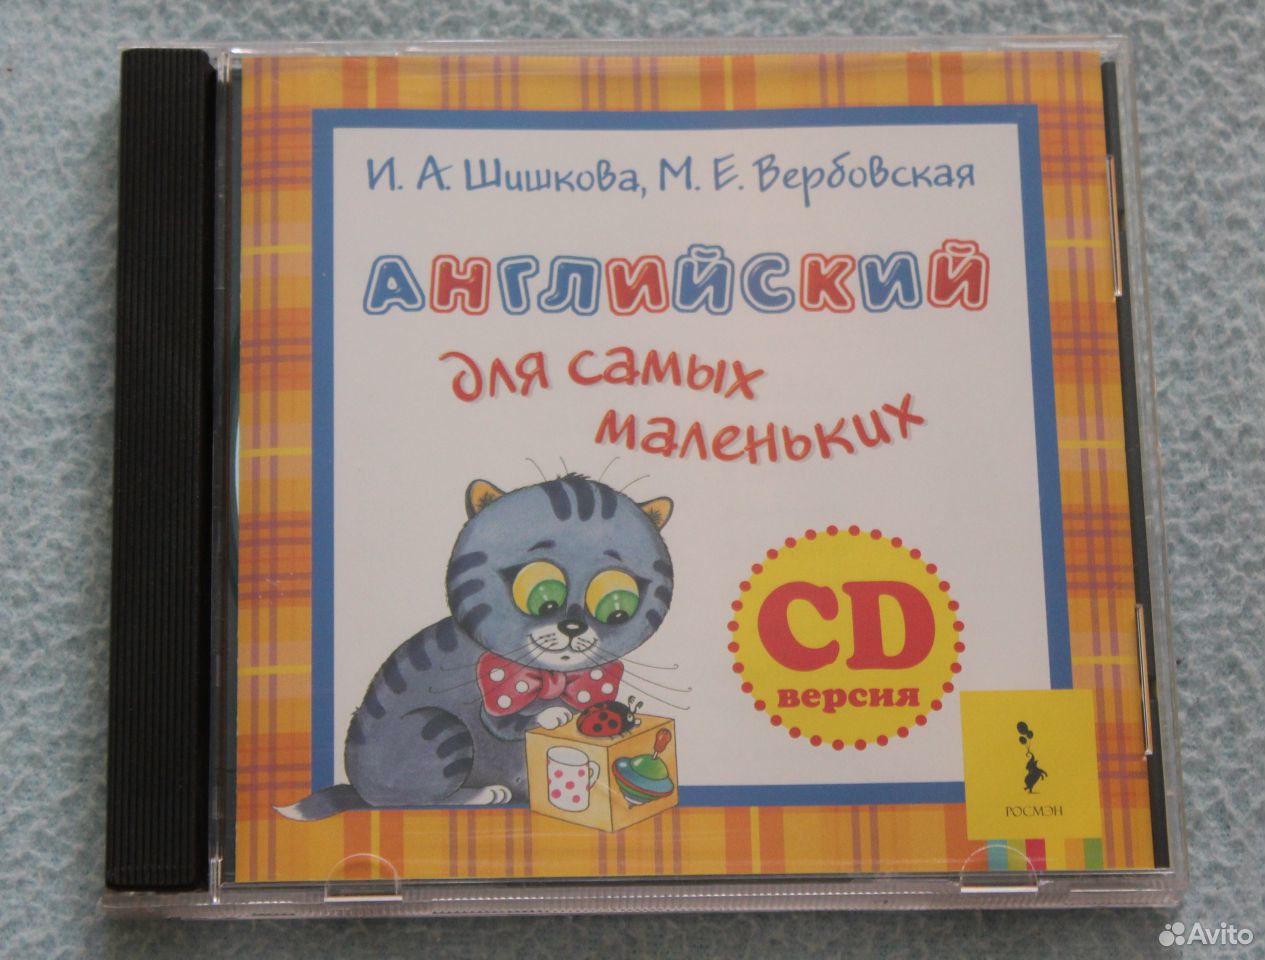 И. А. Шишкова, М. Е. Вербовская
АНГЛИЙСКИЙ
для самых
маленьких
CD
версия
РОСМЭН
Avito